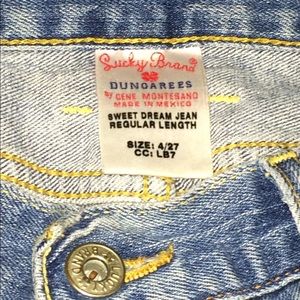 Lucky Brand
DUNGAREES
BY GENE MONTESANO
MADE IN MEXICO
SWEET DREAM JEAN
REGULAR LENGTH
SIZE: 4/27
CC: LB7